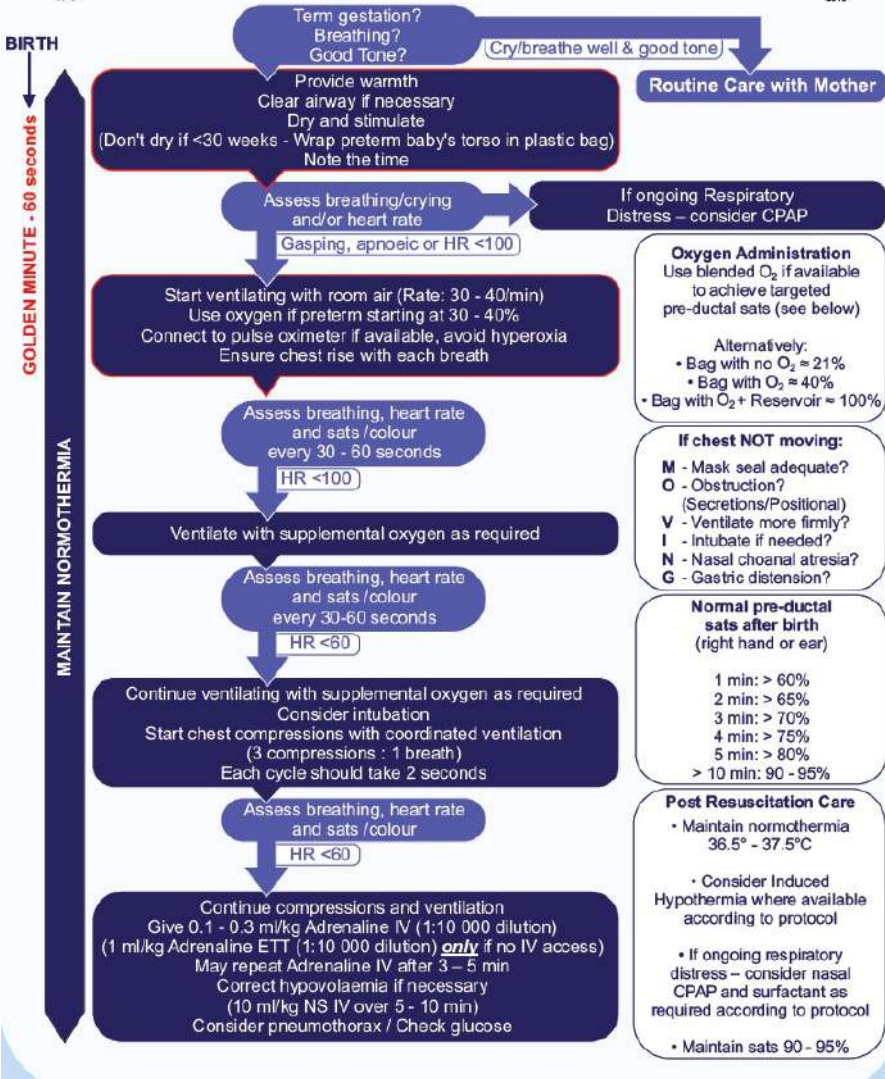 Term gestation?
Breathing?
Good Tone?
BIRTH
Cry/breathe well & good tone
Routine Care with Mother
GOLDEN MINUTE - 60 seconds
MAINTAIN NORMOTHERMIA
Provide warmth
Clear airway if necessary
Dry and stimulate
(Don't dry if <30 weeks - Wrap preterm baby's torso in plastic bag)
Note the time
Assess breathing/crying
and/or heart rate
If ongoing Respiratory
Distress – consider CPAP
Gasping, apnoeic or HR <100
Start ventilating with room air (Rate: 30 - 40/min)
Use oxygen if preterm starting at 30 - 40%
Connect to pulse oximeter if available, avoid hyperoxia
Ensure chest rise with each breath
Assess breathing, heart rate
and sats /colour
every 30 - 60 seconds
HR <100
Ventilate with supplemental oxygen as required
Assess breathing, heart rate
and sats /colour
every 30-60 seconds
HR <60
Continue ventilating with supplemental oxygen as required
Consider intubation
Start chest compressions with coordinated ventilation
(3 compressions : 1 breath)
Each cycle should take 2 seconds
Assess breathing, heart rate
and sats /colour
HR <60
Continue compressions and ventilation
Give 0.1 - 0.3 ml/kg Adrenaline IV (1:10 000 dilution)
(1 ml/kg Adrenaline ETT (1:10 000 dilution) only if no IV access)
May repeat Adrenaline IV after 3 – 5 min
Correct hypovolaemia if necessary
(10 ml/kg NS IV over 5 - 10 min)
Consider pneumothorax / Check glucose
Oxygen Administration
Use blended O₂ if available
to achieve targeted
pre-ductal sats (see below)
Alternatively:
• Bag with no O₂ ≈ 21%
• Bag with O₂ ≈ 40%
• Bag with O₂ + Reservoir ≈ 100%
If chest NOT moving:
M - Mask seal adequate?
O - Obstruction?
(Secretions/Positional)
V - Ventilate more firmly?
I - Intubate if needed?
N - Nasal choanal atresia?
G - Gastric distension?
Normal pre-ductal
sats after birth
(right hand or ear)
1 min: > 60%
2 min: > 65%
3 min: > 70%
4 min: > 75%
5 min: > 80%
> 10 min: 90 - 95%
Post Resuscitation Care
• Maintain normothermia
36.5° - 37.5°C
• Consider Induced
Hypothermia where available
according to protocol
• If ongoing respiratory
distress – consider nasal
CPAP and surfactant as
required according to protocol
• Maintain sats 90 - 95%